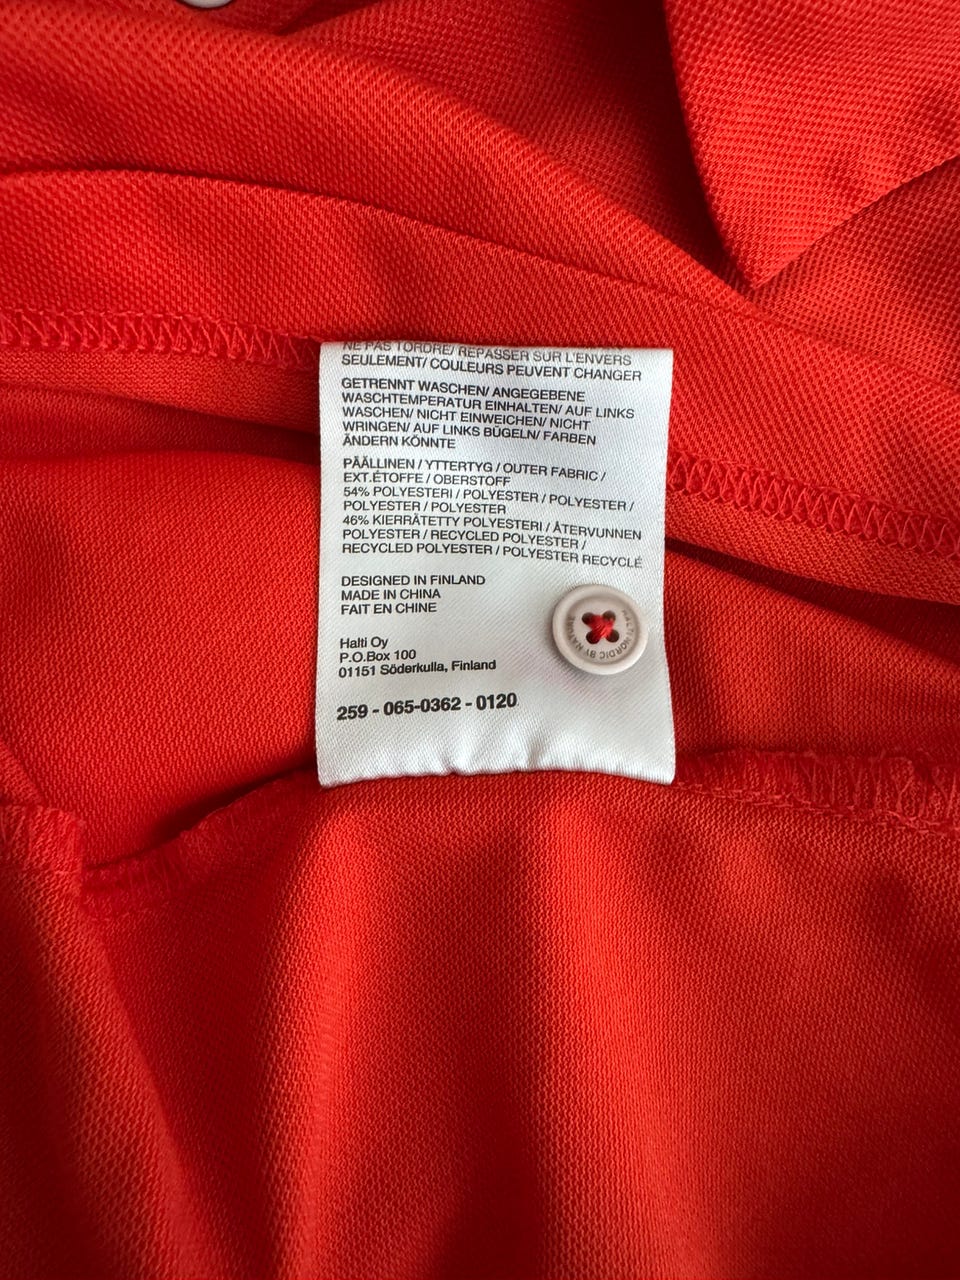 NE PAS TORDRE/ REPASSER SUR L'ENVERS
SEULEMENT/ COULEURS PEUVENT CHANGER
GETRENNT WASCHEN/ ANGEGEBENE
WASCHTEMPERATUR EINHALTEN/ AUF LINKS
WASCHEN/ NICHT EINWEICHEN/ NICHT
WRINGEN/ AUF LINKS BÜGELN/ FARBEN
ÄNDERN KÖNNTE
PÄÄLLINEN / YTTERTYG / OUTER FABRIC /
EXT.ÉTOFFE / OBERSTOFF
54% POLYESTERI / POLYESTER / POLYESTER /
POLYESTER / POLYESTER
46% KIERRÄTETTY POLYESTERI / ÅTERVUNNEN
POLYESTER / RECYCLED POLYESTER /
RECYCLED POLYESTER / POLYESTER RECYCLÉ
DESIGNED IN FINLAND
MADE IN CHINA
FAIT EN CHINE
Halti Oy
P.O.Box 100
01151 Söderkulla, Finland
259 - 065-0362 - 0120
NORDIC BY